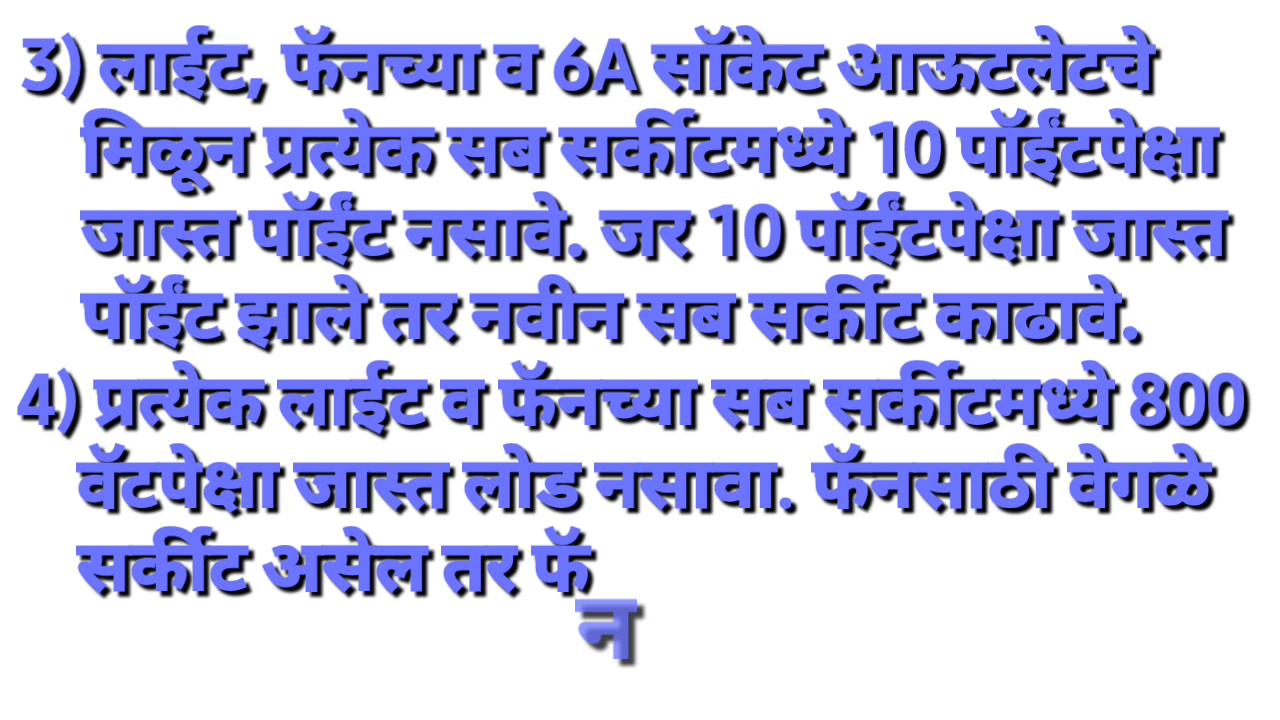 3) लाईट, फॅनच्या व 6A सॉकेट आऊटलेटचे
मिळून प्रत्येक सब सर्कीटमध्ये 10 पॉईंटपेक्षा
जास्त पॉईंट नसावे. जर 10 पॉईंटपेक्षा जास्त
पॉईंट झाले तर नवीन सब सर्कीट काढावे.
4) प्रत्येक लाईट व फॅनच्या सब सर्कीटमध्ये 800
वॅटपेक्षा जास्त लोड नसावा. फॅनसाठी वेगळे
सर्कीट असेल तर फॅन